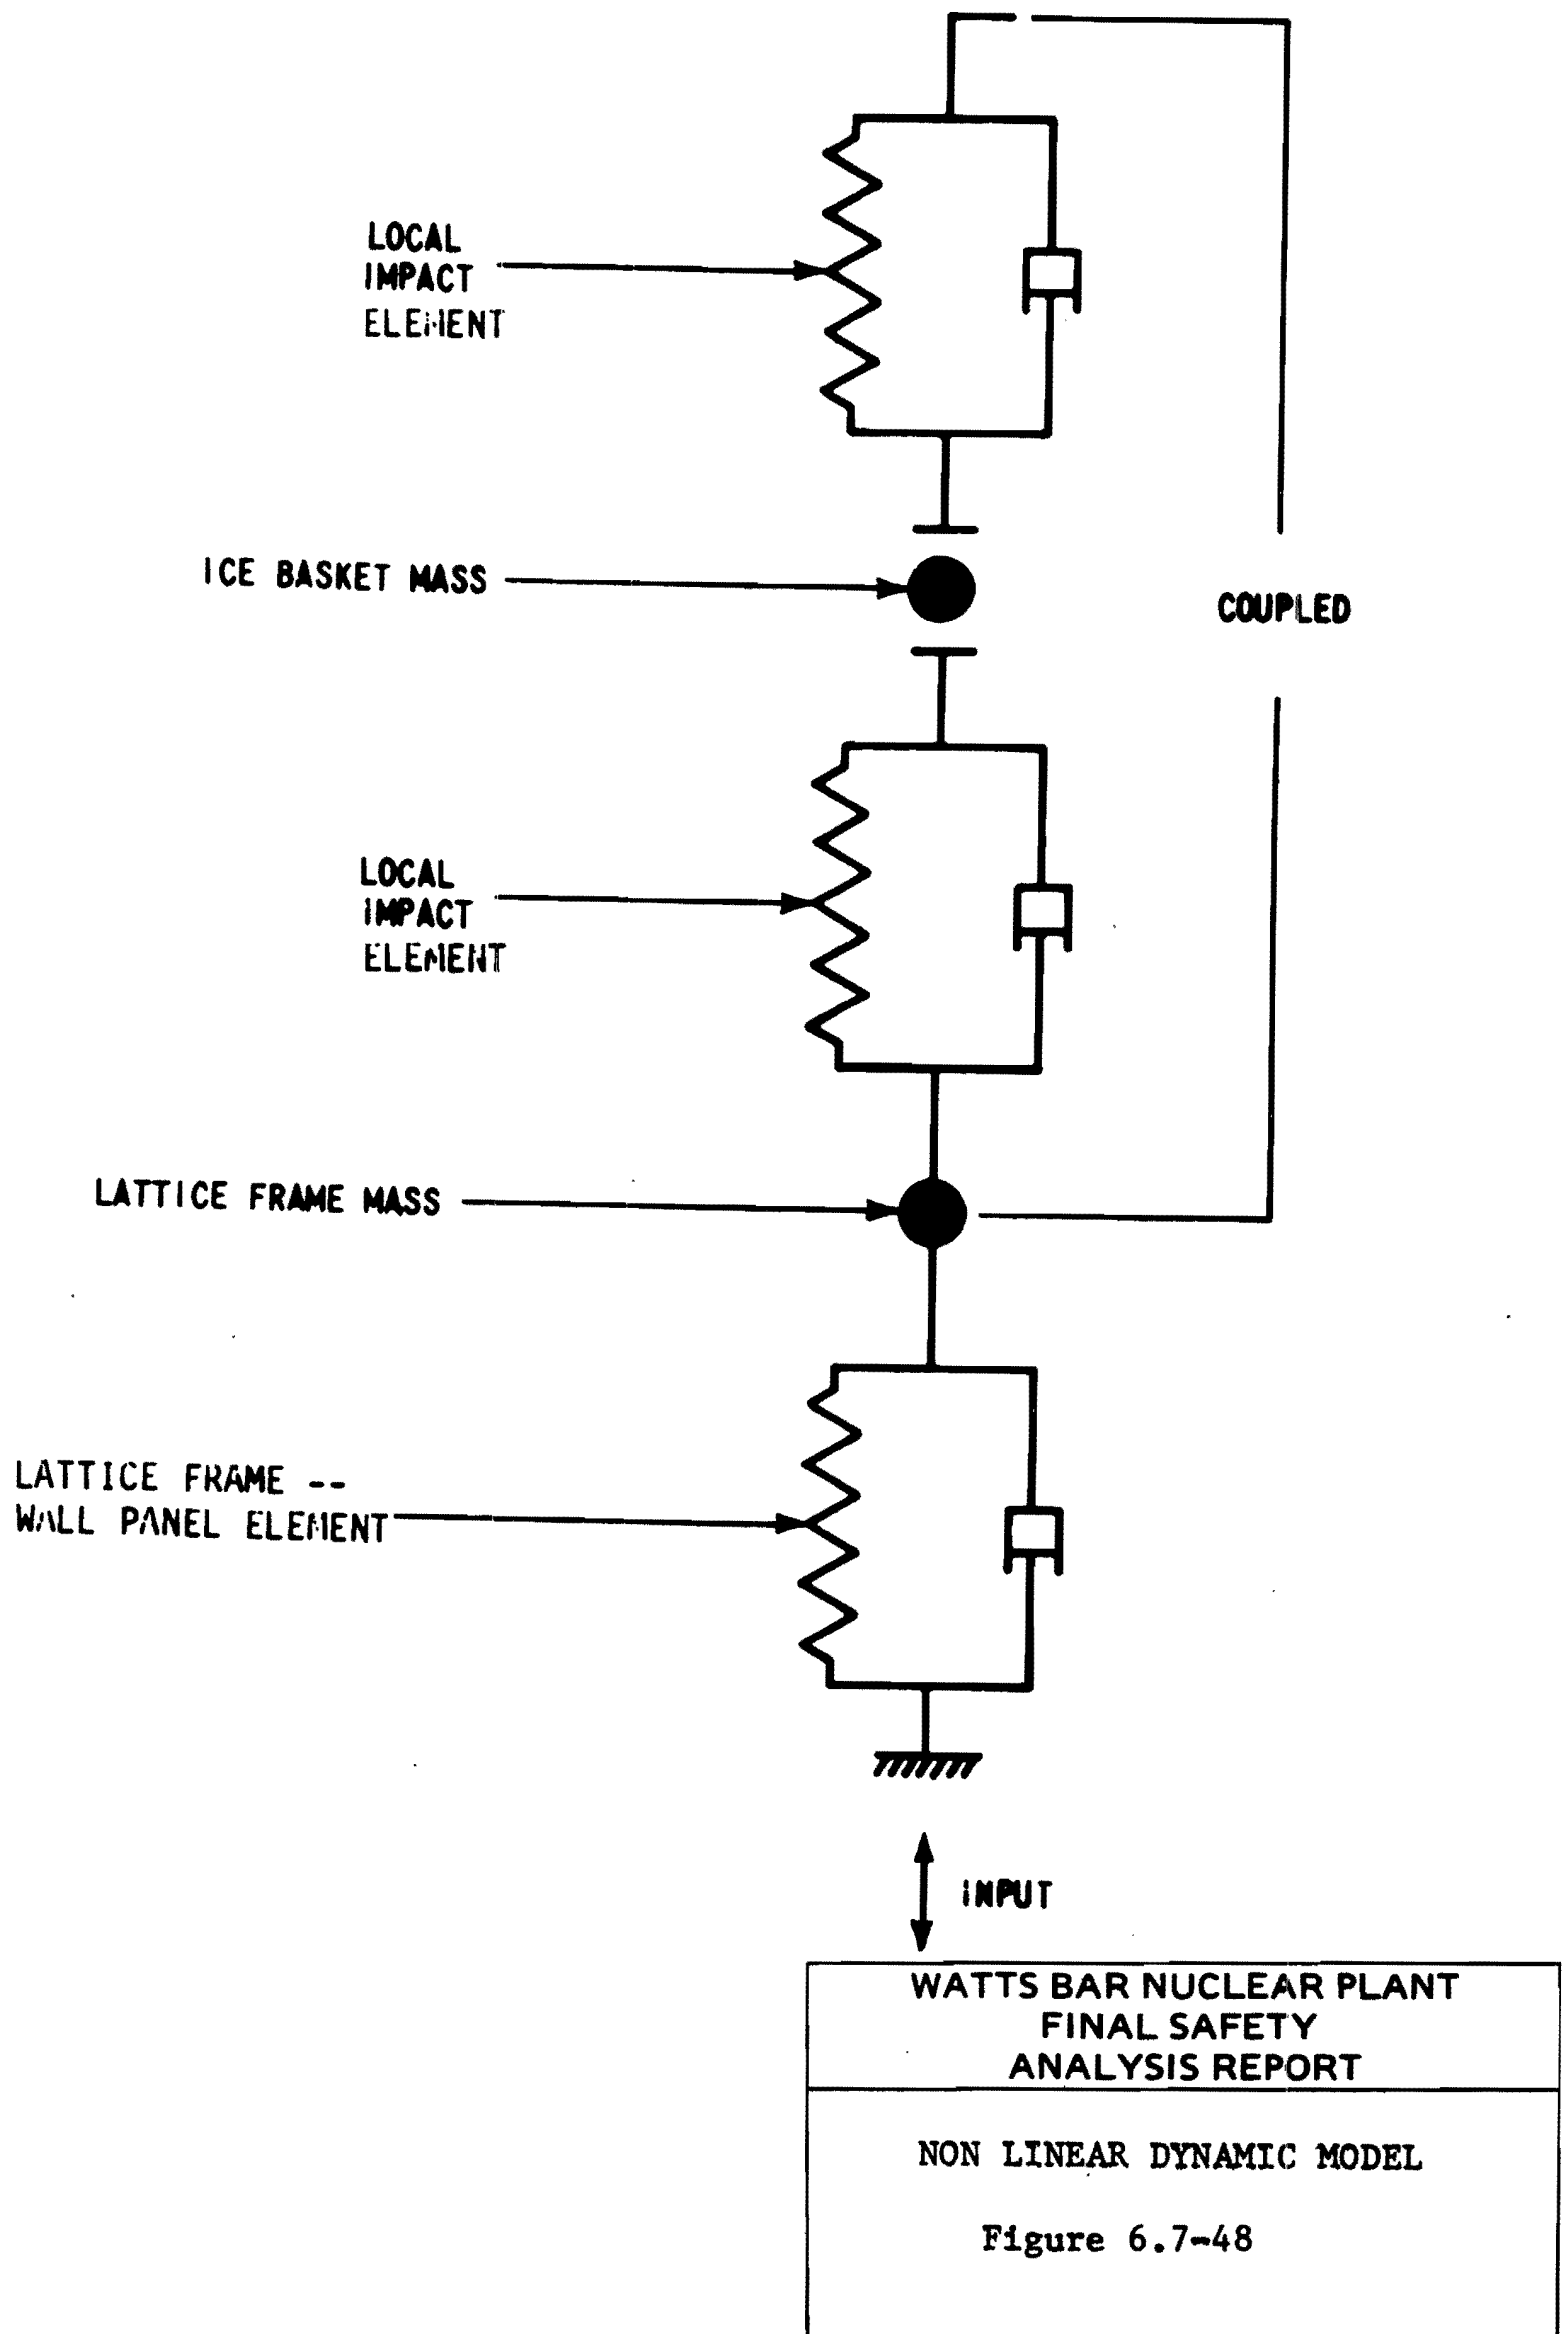 LOCAL
IMPACT
ELEMENT
ICE BASKET MASS
COUPLED
LOCAL
IMPACT
ELEMENT
LATTICE FRAME MASS
LATTICE FRAME --
WALL PANEL ELEMENT
INPUT
WATTS BAR NUCLEAR PLANT
FINAL SAFETY
ANALYSIS REPORT
NON LINEAR DYNAMIC MODEL
Figure 6.7-48